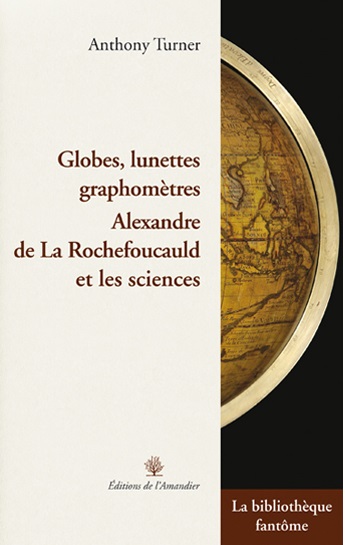 Anthony Turner
Globes, lunettes
graphomètres
Alexandre
de La Rochefoucauld
et les sciences
Éditions de l'Amandier
La bibliothèque
fantôme